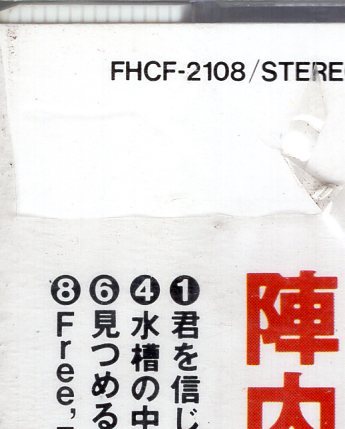 FHCF-2108/STERE
陣内
❶君を信じ
❹水槽の中
❻見つめる
❽Free,